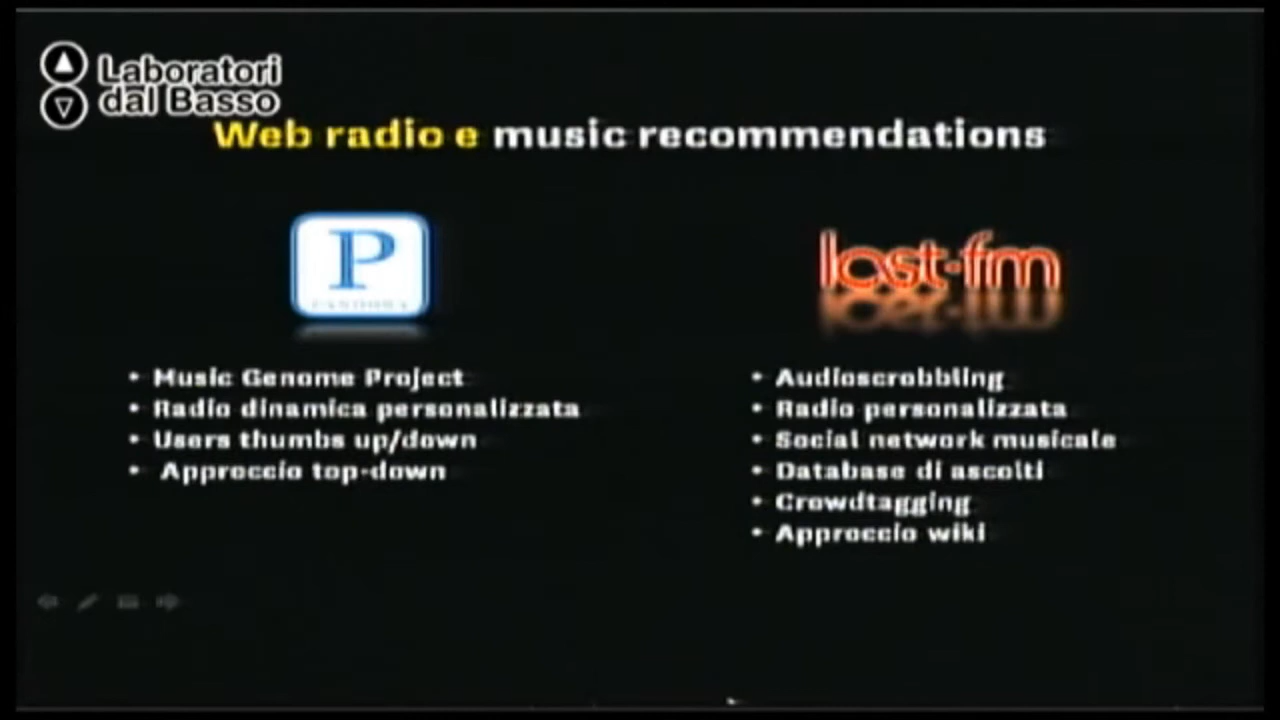 Laboratori
dal Basso
Web radio e music recommendations
P
PANDORA
last·fm
• Music Genome Project
• Radio dinamica personalizzata
• Users thumbs up/down
• Approccio top-down
• Audioscrobbling
• Radio personalizzata
• Social network musicale
• Database di ascolti
• Crowdtagging
• Approccio wiki